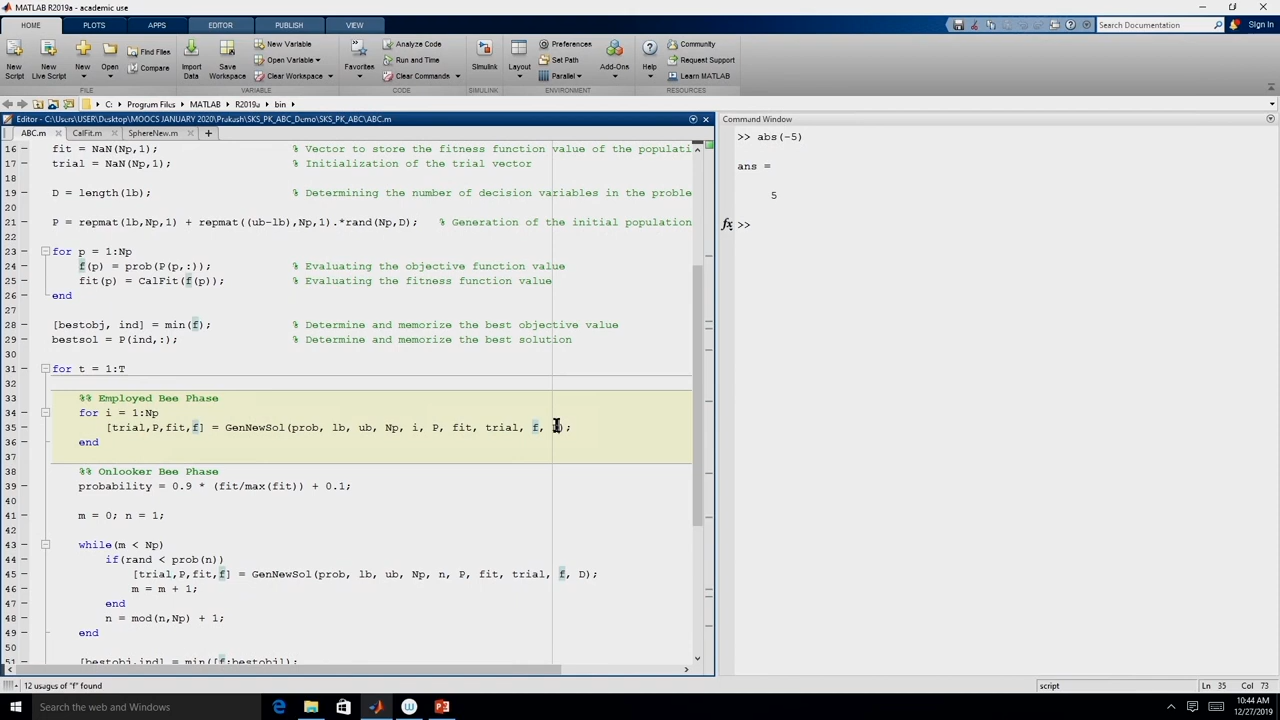 MATLAB R2019a - academic use
HOME PLOTS APPS EDITOR PUBLISH VIEW Search Documentation Sign In
New Script
New Live Script
New
Open
Find Files
Compare
Import Data
Save Workspace
New Variable
Open Variable
Clear Workspace
Favorites
Analyze Code
Run and Time
Clear Commands
Simulink
Layout
Preferences
Set Path
Parallel
Add-Ons
Help
Community
Request Support
Learn MATLAB
FILE VARIABLE CODE SIMULINK ENVIRONMENT RESOURCES
C: Program Files MATLAB R2019a bin
Editor - C:\Users\USER\Desktop\MOOCS JANUARY 2020\Prakash\SKS_PK_ABC_Demo\SKS_PK_ABC\ABC.m
ABC.m CalFit.m SphereNew.m
16 fit = NaN(Np,1); % Vector to store the fitness function value of the populati
17 trial = NaN(Np,1); % Initialization of the trial vector
18
19 D = length(lb); % Determining the number of decision variables in the proble
20
21 P = repmat(lb,Np,1) + repmat((ub-lb),Np,1).*rand(Np,D); % Generation of the initial population
22
23 for p = 1:Np
24 f(p) = prob(P(p,:)); % Evaluating the objective function value
25 fit(p) = CalFit(f(p)); % Evaluating the fitness function value
26 end
27
28 [bestobj, ind] = min(f); % Determine and memorize the best objective value
29 bestsol = P(ind,:); % Determine and memorize the best solution
30
31 for t = 1:T
32
33 %% Employed Bee Phase
34 for i = 1:Np
35 [trial,P,fit,f] = GenNewSol(prob, lb, ub, Np, i, P, fit, trial, f, );
36 end
37
38 %% Onlooker Bee Phase
39 probability = 0.9 * (fit/max(fit)) + 0.1;
40
41 m = 0; n = 1;
42
43 while(m < Np)
44 if(rand < prob(n))
45 [trial,P,fit,f] = GenNewSol(prob, lb, ub, Np, n, P, fit, trial, f, D);
46 m = m + 1;
47 end
48 n = mod(n,Np) + 1;
49 end
50
51 [bestobj,ind] = min([f;bestobj]);
Command Window
>> abs(-5)
ans =
5
fx >>
12 usages of "f" found
script Ln 35 Col 73
Search the web and Windows
10:44 AM
12/27/2019